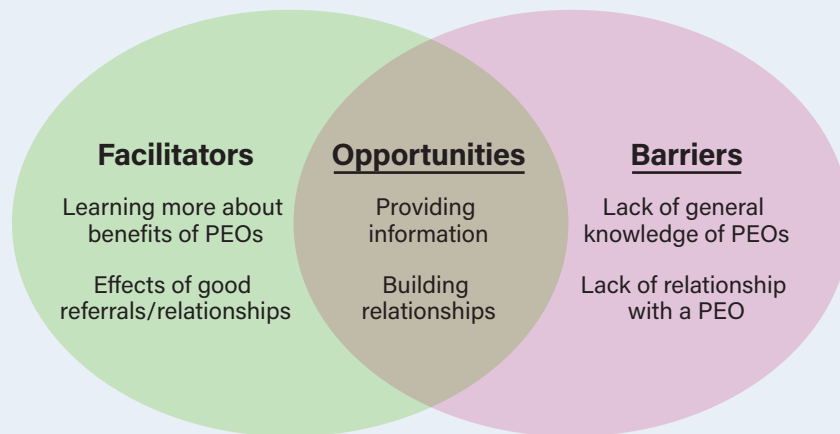 Facilitators
Learning more about
benefits of PEOs
Effects of good
referrals/relationships
Opportunities
Providing
information
Building
relationships
Barriers
Lack of general
knowledge of PEOs
Lack of relationship
with a PEO